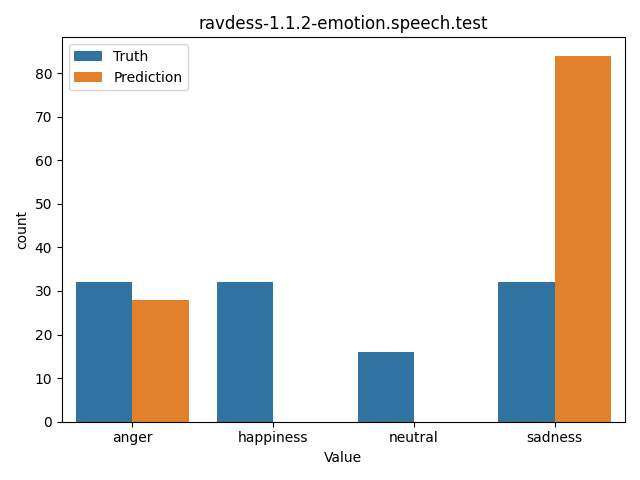 ravdess-1.1.2-emotion.speech.test
Truth
Prediction
count
80
70
60
50
40
30
20
10
0
anger happiness neutral sadness
Value